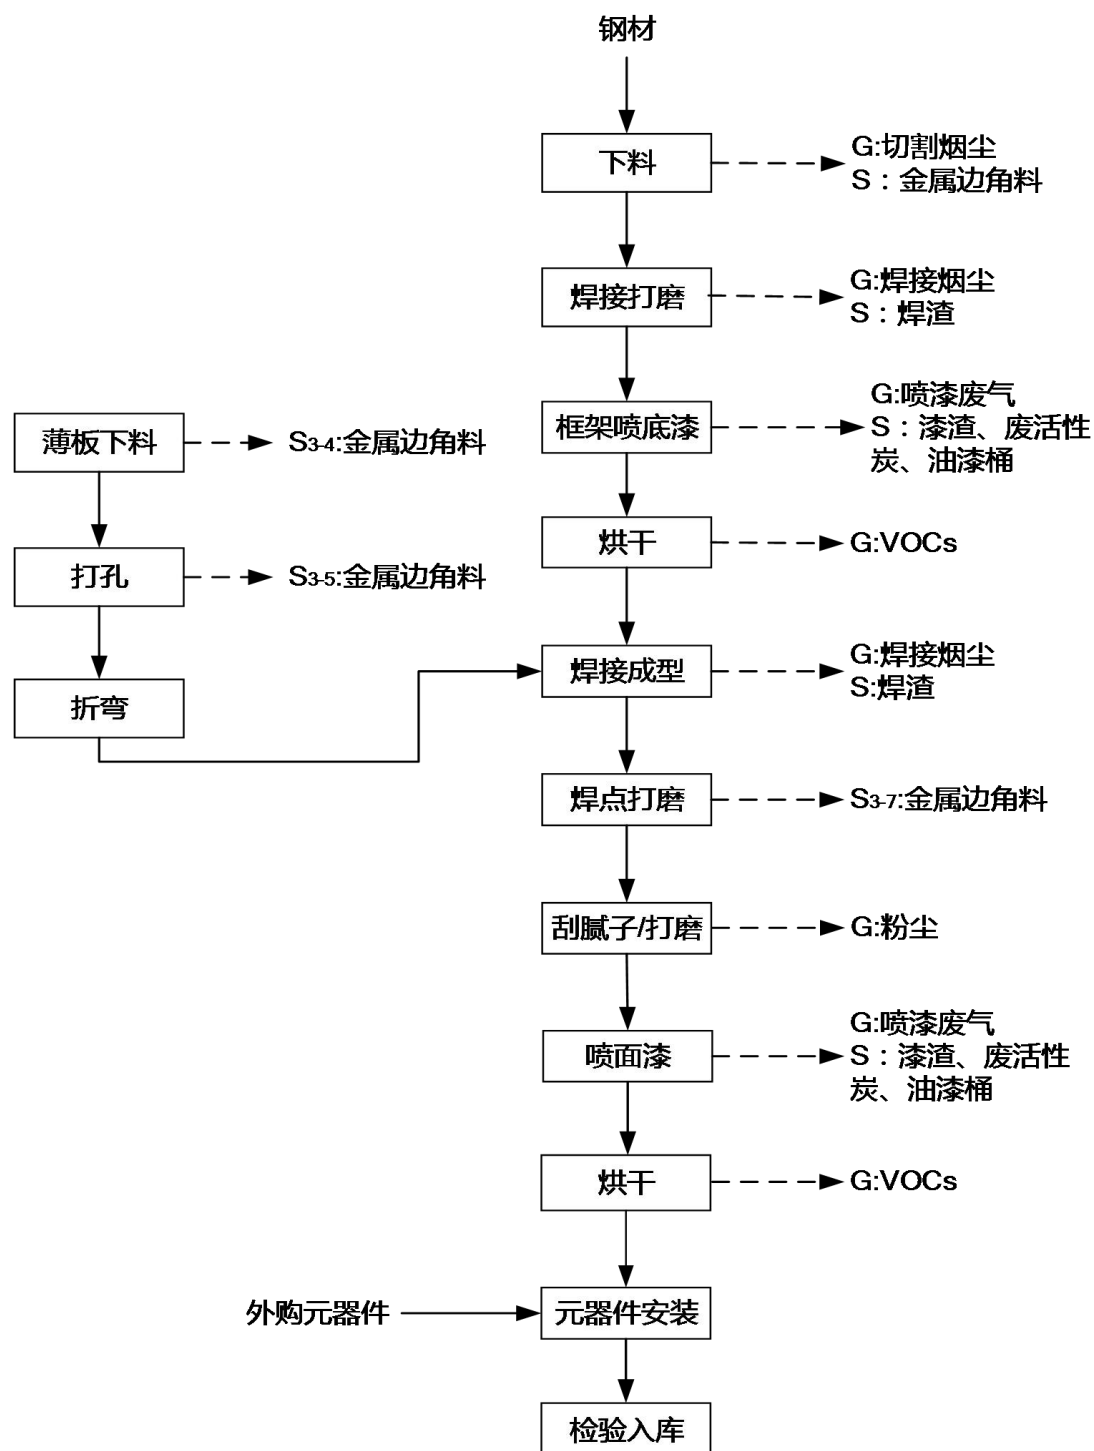 钢材
下料
G:切割烟尘
S：金属边角料
焊接打磨
G:焊接烟尘
S：焊渣
框架喷底漆
G:喷漆废气
S：漆渣、废活性
炭、油漆桶
薄板下料
S3-4:金属边角料
烘干
G:VOCs
打孔
S3-5:金属边角料
焊接成型
G:焊接烟尘
S:焊渣
折弯
焊点打磨
S3-7:金属边角料
刮腻子/打磨
G:粉尘
喷面漆
G:喷漆废气
S：漆渣、废活性
炭、油漆桶
烘干
G:VOCs
外购元器件
元器件安装
检验入库